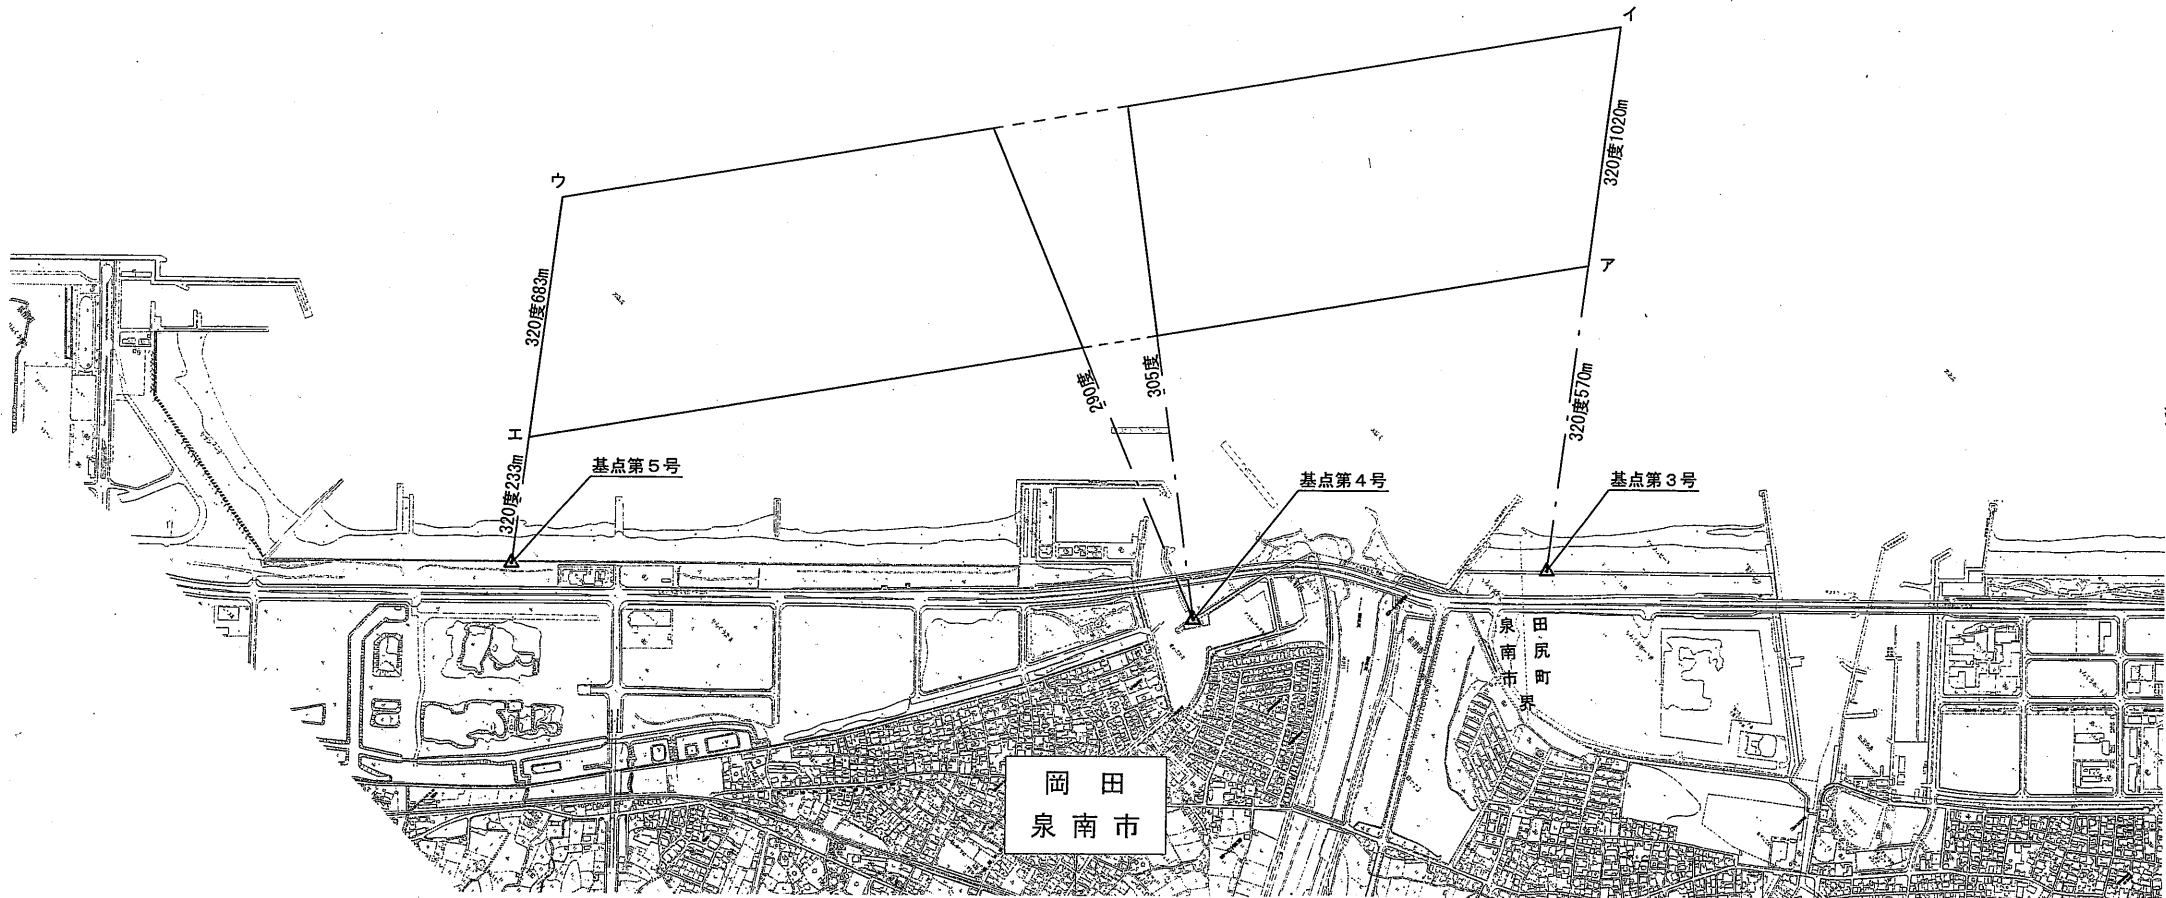 イ
320度1020m
ウ
ア
320度683m
290度
305度
320度570m
エ
320度233m
基点第5号
基点第4号
基点第3号
田尻町
泉南市
界
岡田
泉南市